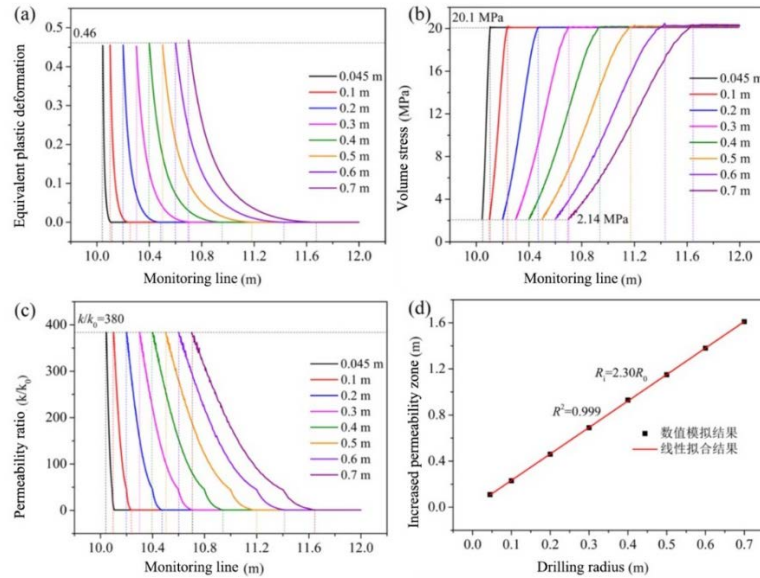 (a)
0.46
Equivalent plastic deformation
0.5
0.4
0.3
0.2
0.1
0.0
0.045 m
0.1 m
0.2 m
0.3 m
0.4 m
0.5 m
0.6 m
0.7 m
10.0 10.4 10.8 11.2 11.6 12.0
Monitoring line (m)
(b)
24
20.1 MPa
Volume stress (MPa)
20
16
12
8
4
0
0.045 m
0.1 m
0.2 m
0.3 m
0.4 m
0.5 m
0.6 m
0.7 m
2.14 MPa
10.0 10.4 10.8 11.2 11.6 12.0
Monitoring line (m)
(c)
k/k₀=380
Permeability ratio (k/k₀)
400
300
200
100
0
0.045 m
0.1 m
0.2 m
0.3 m
0.4 m
0.5 m
0.6 m
0.7 m
10.0 10.4 10.8 11.2 11.6 12.0
Monitoring line (m)
(d)
Increased permeability zone (m)
1.6
1.2
0.8
0.4
0.0
Rᵢ=2.30R₀
R²=0.999
数值模拟结果
线性拟合结果
0.0 0.1 0.2 0.3 0.4 0.5 0.6 0.7
Drilling radius (m)